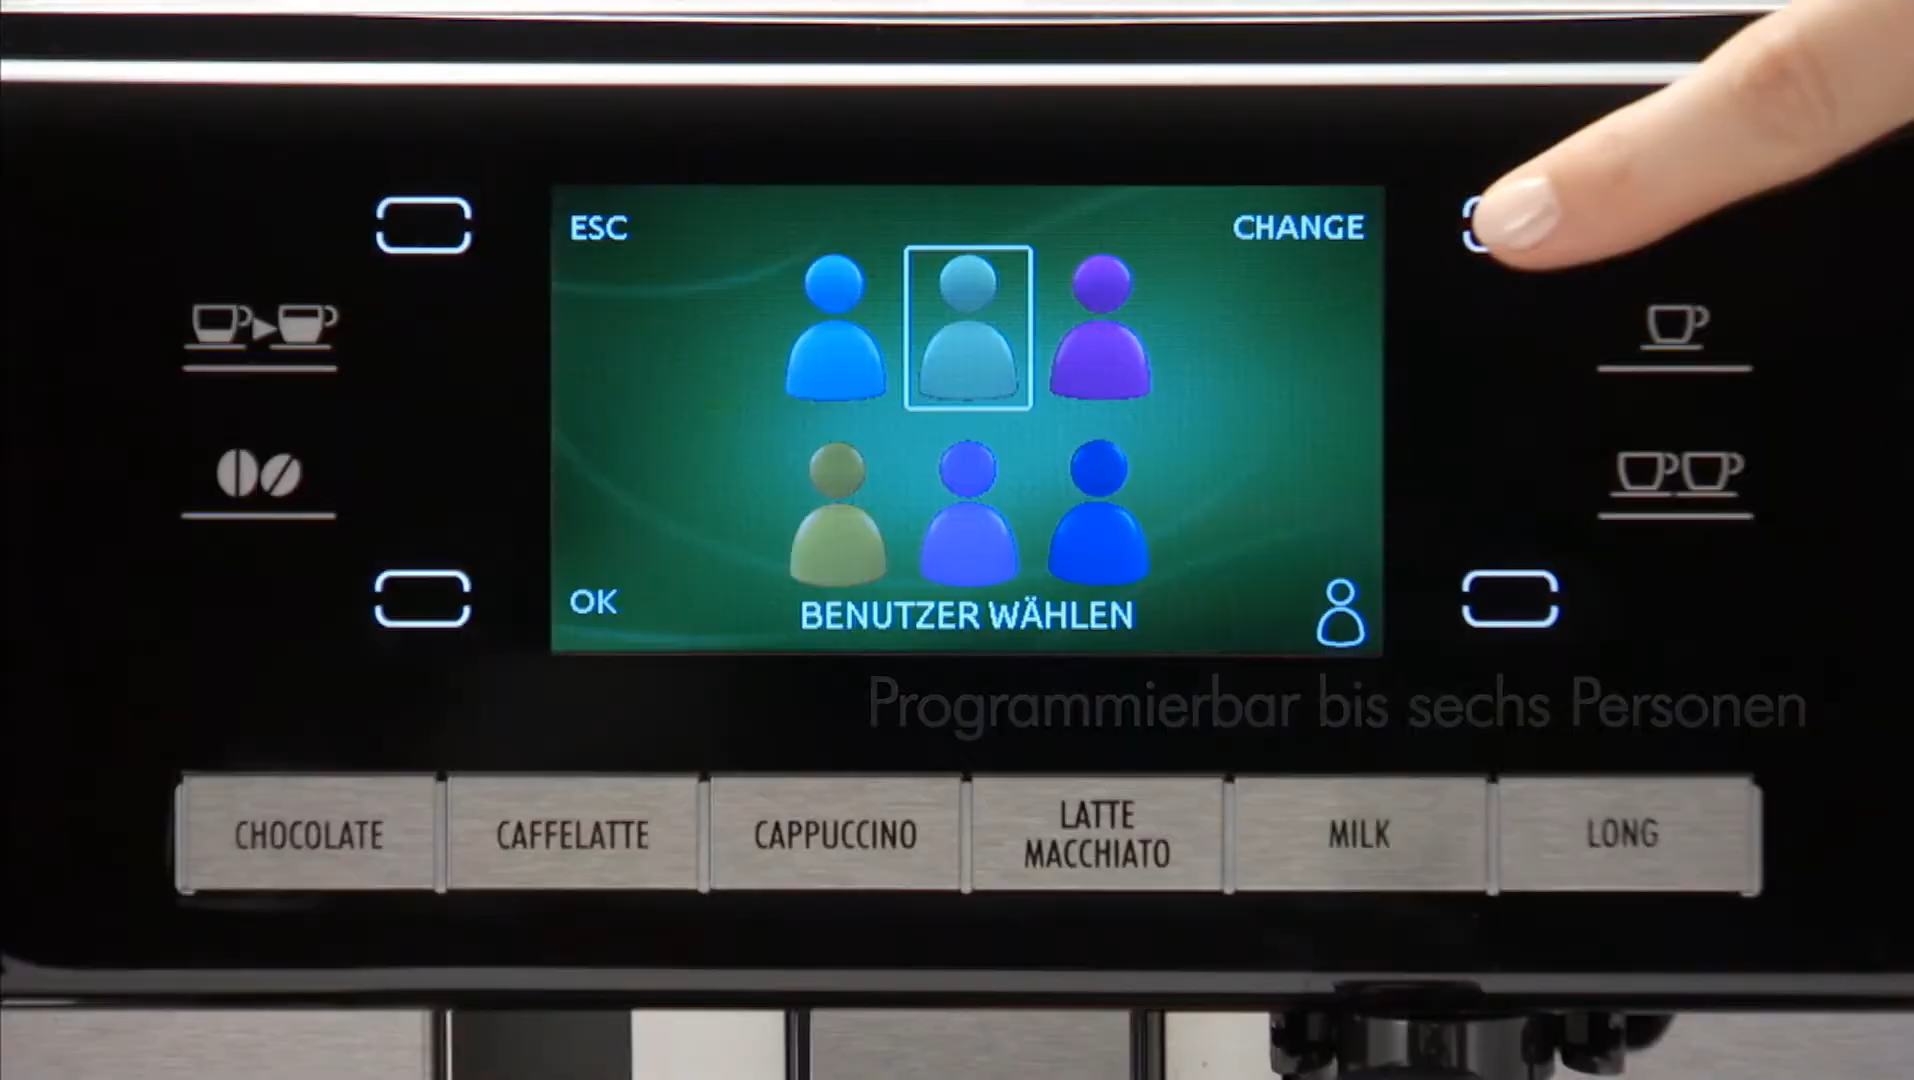 ESC
CHANGE
OK
BENUTZER WÄHLEN
Programmierbar bis sechs Personen
CHOCOLATE
CAFFELATTE
CAPPUCCINO
LATTE
MACCHIATO
MILK
LONG